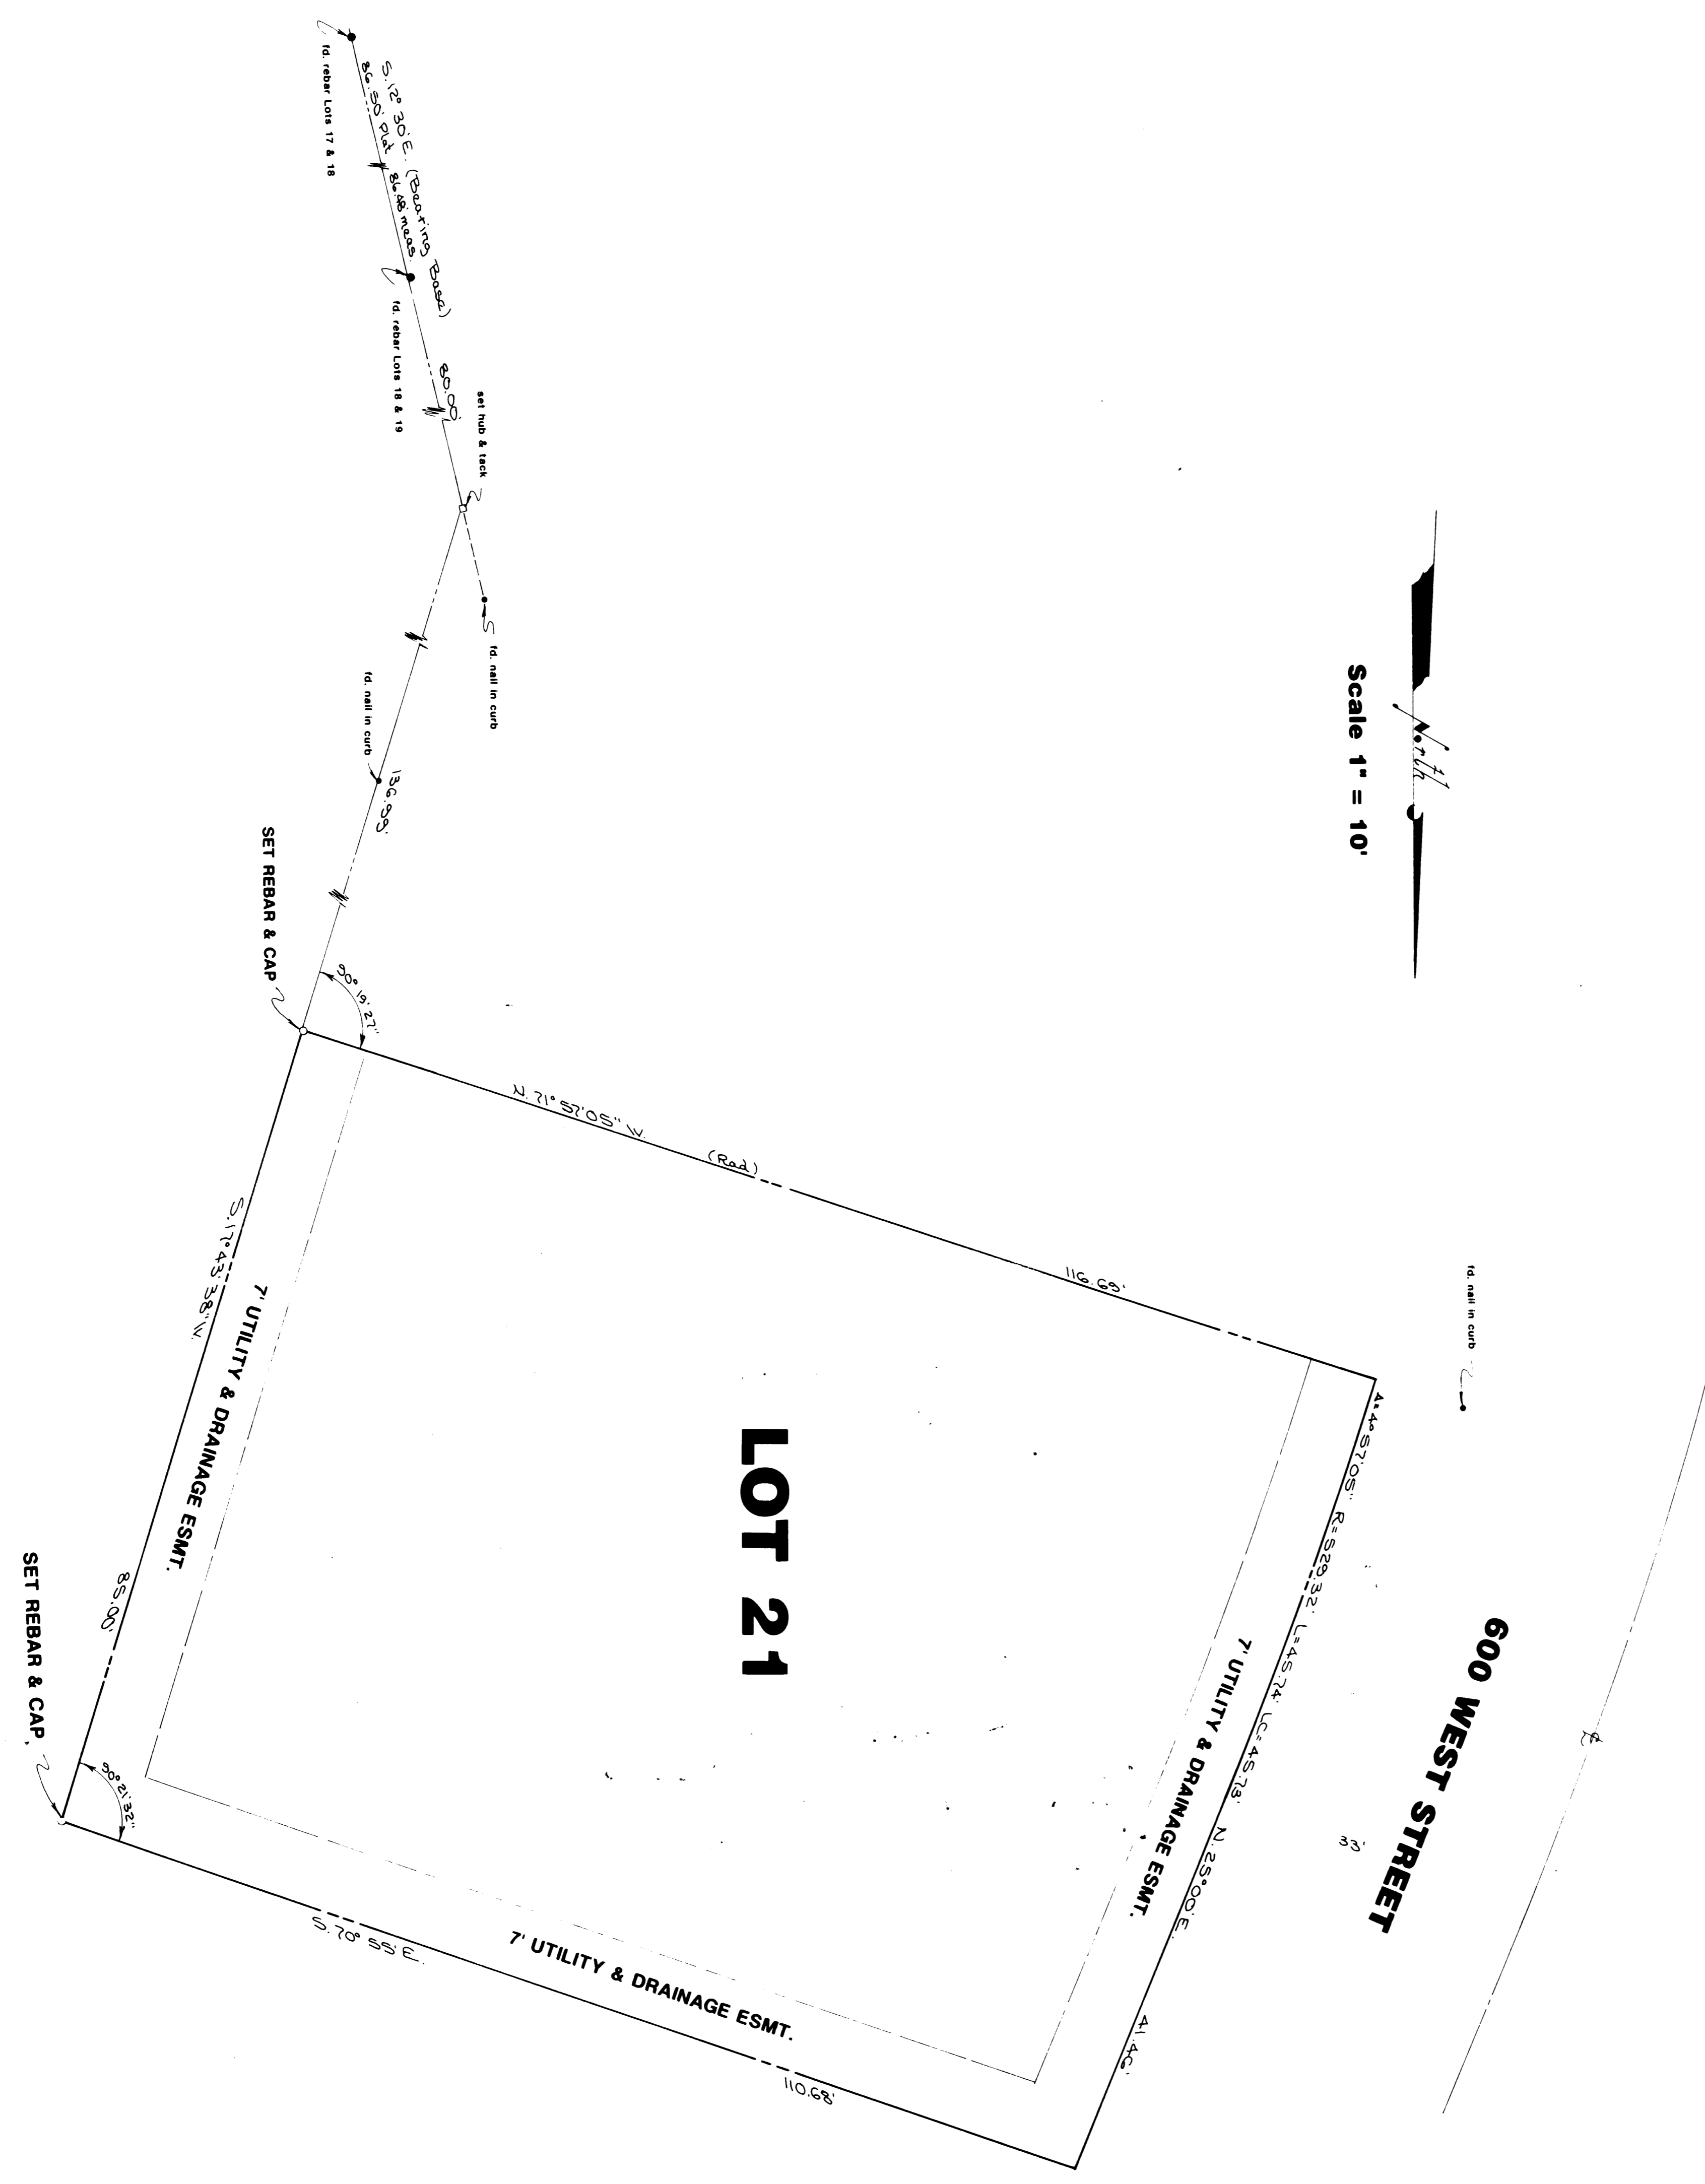 fd. rebar Lots 17 & 18
S. 12° 30' E. (Bearing Base)
86.50' Plat 86.48' meas.
fd. rebar Lots 18 & 19
80.00'
set hub & tack
fd. nail in curb
fd. nail in curb
136.99'
North
Scale 1" = 10'
SET REBAR & CAP
90° 19' 27"
N. 71° 57' 05" W.
(Rad)
116.69'
fd. nail in curb
Δ= 4° 57' 05" R= 529.32' L= 45.74' LC= 45.73'
N. 25° 00' E.
41.46'
600 WEST STREET
33'
7' UTILITY & DRAINAGE ESMT.
LOT 21
S. 17° 43' 38" W.
7' UTILITY & DRAINAGE ESMT.
85.00'
SET REBAR & CAP
90° 21' 32"
S. 70° 55' E.
7' UTILITY & DRAINAGE ESMT.
110.68'